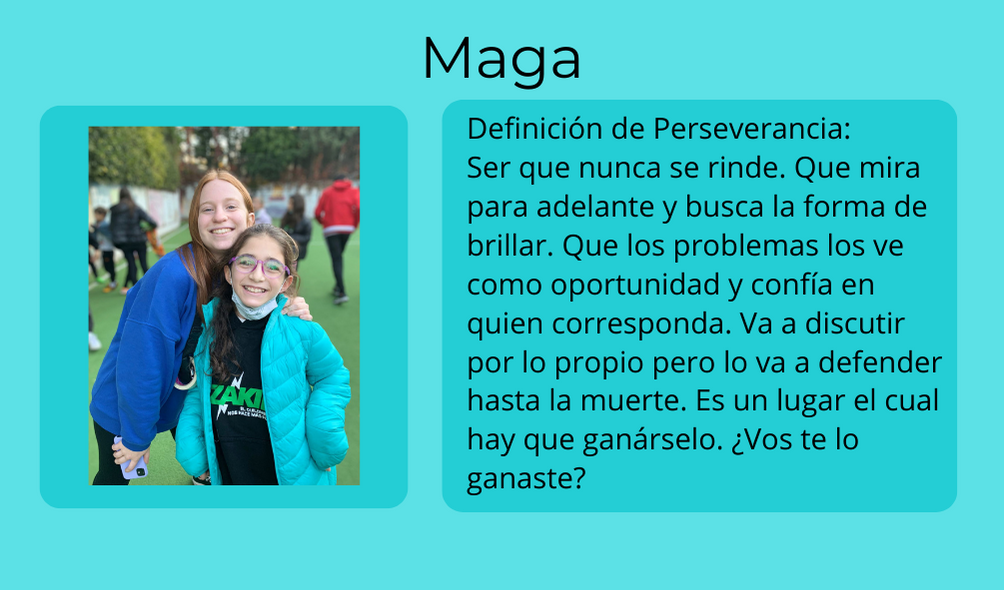 Maga
Definición de Perseverancia:
Ser que nunca se rinde. Que mira
para adelante y busca la forma de
brillar. Que los problemas los ve
como oportunidad y confía en
quien corresponda. Va a discutir
por lo propio pero lo va a defender
hasta la muerte. Es un lugar el cual
hay que ganárselo. ¿Vos te lo
ganaste?